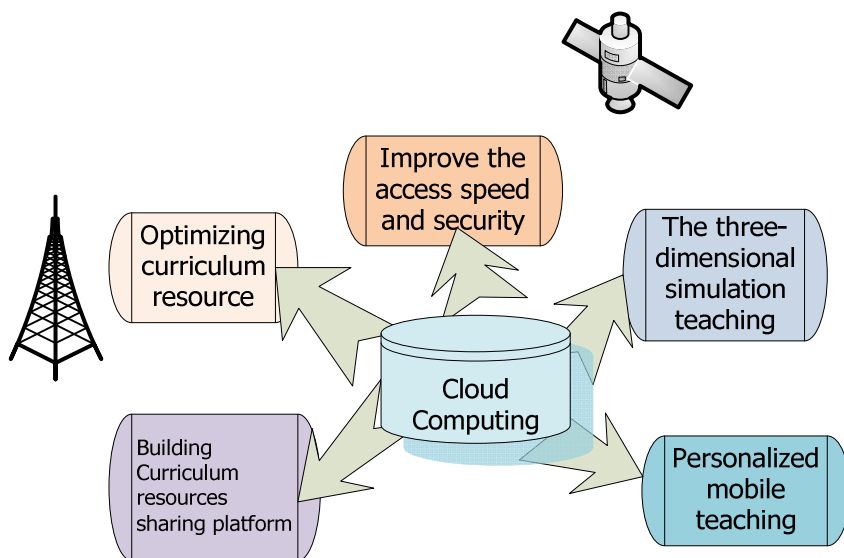 Improve the
access speed
and security
Optimizing
curriculum
resource
The three-
dimensional
simulation
teaching
Cloud
Computing
Building
Curriculum
resources
sharing platform
Personalized
mobile
teaching